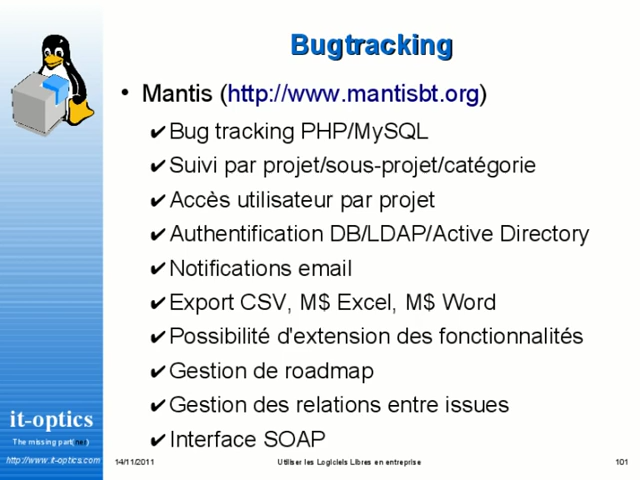 Bugtracking
• Mantis (http://www.mantisbt.org)
✔ Bug tracking PHP/MySQL
✔ Suivi par projet/sous-projet/catégorie
✔ Accès utilisateur par projet
✔ Authentification DB/LDAP/Active Directory
✔ Notifications email
✔ Export CSV, M$ Excel, M$ Word
✔ Possibilité d'extension des fonctionnalités
✔ Gestion de roadmap
✔ Gestion des relations entre issues
✔ Interface SOAP
it-optics
The missing part(ner)
http://www.it-optics.com
14/11/2011 Utiliser les Logiciels Libres en entreprise 101